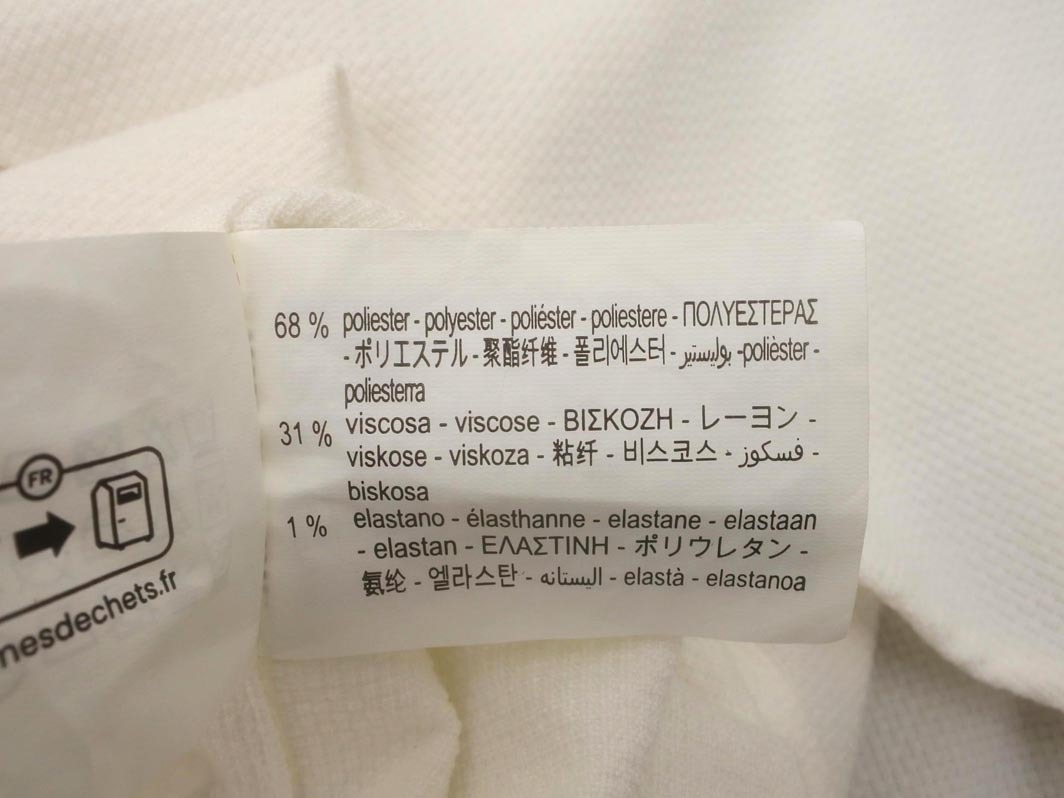 68 % poliester - polyester - poliéster - poliestere - ΠΟΛΥΕΣΤΕΡΑΣ
- ポリエステル - 聚酯纤维 - 폴리에스터 - بوليستير -polièster -
poliesterra
31 % viscosa - viscose - ΒΙΣΚΟΖΗ - レーヨン -
viskose - viskoza - 粘纤 - 비스코스 - فسكوز -
biskosa
1 % elastano - élasthanne - elastane - elastaan
- elastan - ΕΛΑΣΤΙΝΗ - ポリウレタン -
氨纶 - 엘라스탄 - اليستانه - elastà - elastanoa
FR
nesdechets.fr